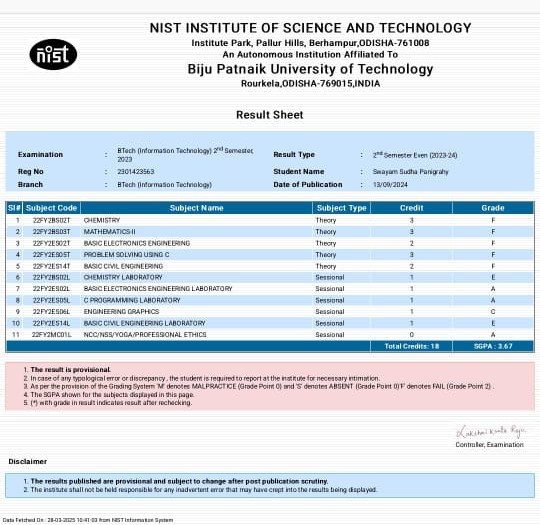 NIST INSTITUTE OF SCIENCE AND TECHNOLOGY
Institute Park, Pallur Hills, Berhampur,ODISHA-761008
An Autonomous Institution Affiliated To
Biju Patnaik University of Technology
Rourkela,ODISHA-769015,INDIA
nist
Result Sheet
Examination : BTech (Information Technology) 2nd Semester, 2023 Result Type : 2nd Semester Even (2023-24)
Reg No : 2301423563 Student Name : Swayam Sudha Panigrahy
Branch : BTech (Information Technology) Date of Publication : 13/09/2024
Sl# Subject Code Subject Name Subject Type Credit Grade
1 22FY2BS02T CHEMISTRY Theory 3 F
2 22FY2BS03T MATHEMATICS-II Theory 3 F
3 22FY2ES02T BASIC ELECTRONICS ENGINEERING Theory 2 F
4 22FY2ES05T PROBLEM SOLVING USING C Theory 3 F
5 22FY2ES14T BASIC CIVIL ENGINEERING Theory 2 F
6 22FY2BS02L CHEMISTRY LABORATORY Sessional 1 E
7 22FY2ES02L BASIC ELECTRONICS ENGINEERING LABORATORY Sessional 1 A
8 22FY2ES05L C PROGRAMMING LABORATORY Sessional 1 A
9 22FY2ES06L ENGINEERING GRAPHICS Sessional 1 C
10 22FY2ES14L BASIC CIVIL ENGINEERING LABORATORY Sessional 1 E
11 22FY2MC01L NCC/NSS/YOGA/PROFESSIONAL ETHICS Sessional 0 A
Total Credits: 18 SGPA : 3.67
1. The result is provisional.
2. In case of any typological error or discrepancy , the student is required to report at the institute for necessary intimation.
3. As per the provision of the Grading System 'M' denotes MALPRACTICE (Grade Point 0) and 'S' denotes ABSENT (Grade Point 0)'F' denotes FAIL (Grade Point 2) .
4. The SGPA for the subjects displayed in this page.
5. (*) with grade in result indicates result after rechecking.
Controller, Examination
Disclaimer
1. The results published are provisional and subject to change after post publication scrutiny.
2. The institute shall not be held responsible for any inadvertent error that may have crept into the results being displayed.
Data Fetched On : 28-03-2025 10:41:03 from NIST Information System